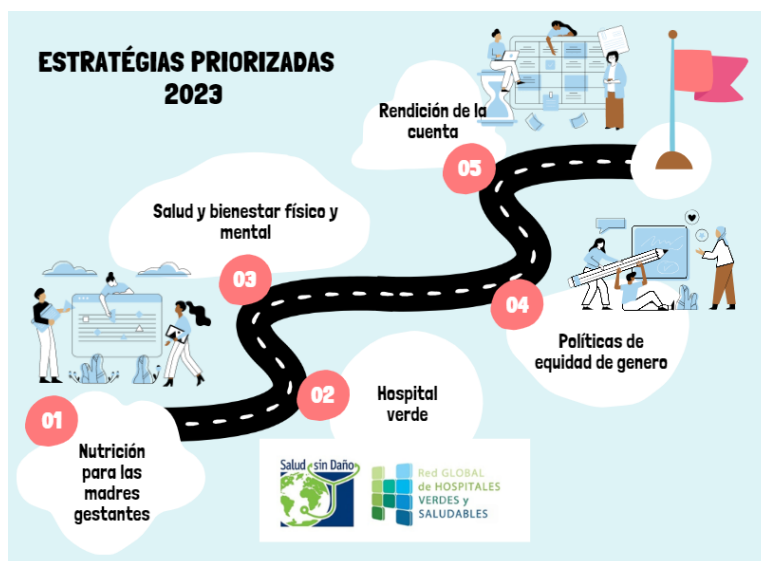 ESTRATÉGIAS PRIORIZADAS
2023
01
Nutrición
para las
madres
gestantes
02
Hospital
verde
03
Salud y bienestar físico y
mental
04
Políticas de
equidad de genero
05
Rendición de la
cuenta
Salud sin Daño
Red GLOBAL
de HOSPITALES
VERDES y
SALUDABLES